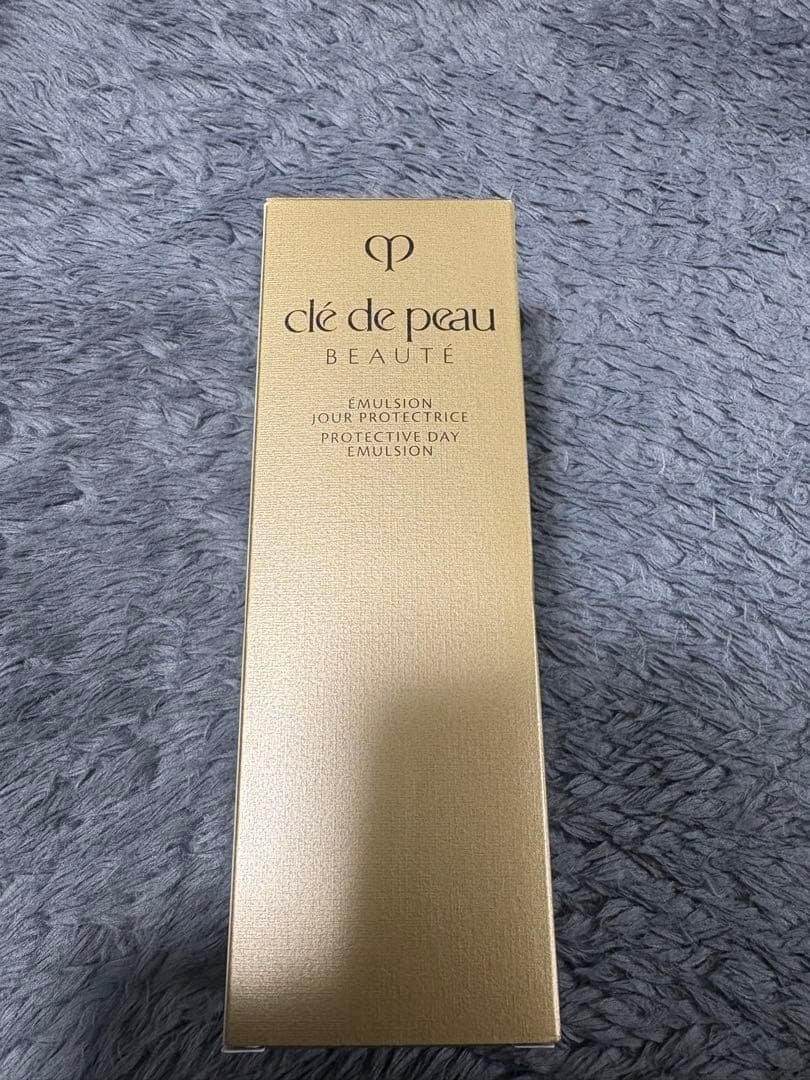 clé de peau
BEAUTÉ
ÉMULSION
JOUR PROTECTRICE
PROTECTIVE DAY
EMULSION